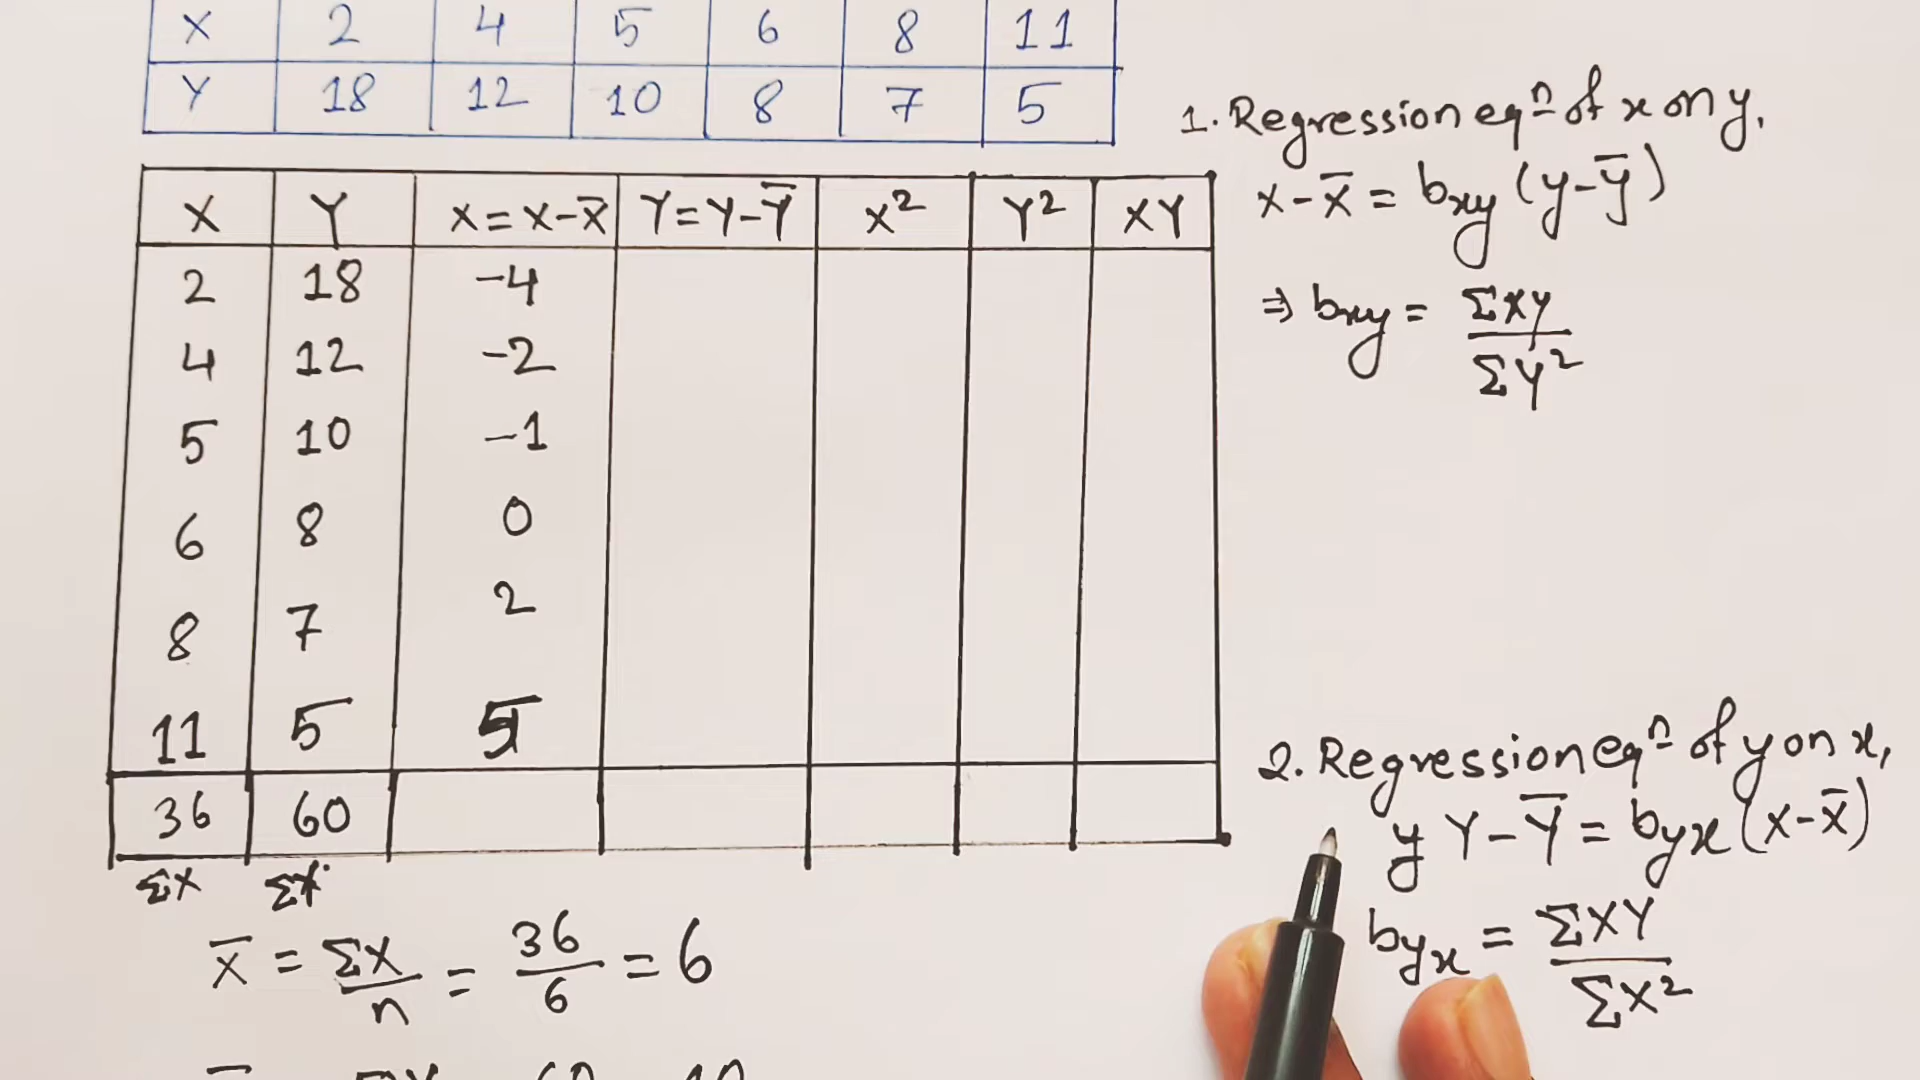 X 2 4 5 6 8 11
Y 18 12 10 8 7 5
X Y x=x-x̅ Y=Y-Y̅ x² Y² XY
2 18 -4
4 12 -2
5 10 -1
6 8 0
8 7 2
11 5 5
36 60
ΣX ΣY
x̅ = ΣX/n = 36/6 = 6
1. Regression eqⁿ of x on y,
x-x̅ = bxy (y-y̅)
⇒ bxy = ΣXY/ΣY²
2. Regression eqⁿ of y on x,
y Y-Y̅ = byx (x-x̅)
byx = ΣXY/ΣX²